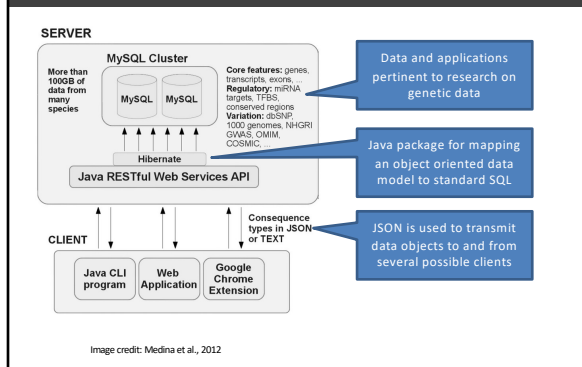 SERVER
MySQL Cluster
More than
100GB of
data from
many
species
MySQL
MySQL
Core features: genes,
transcripts, exons, ...
Regulatory: miRNA
targets, TFBS,
conserved regions
Variation: dbSNP,
1000 genomes, NHGRI
GWAS, OMIM,
COSMIC, ...
Hibernate
Java RESTful Web Services API
Data and applications
pertinent to research on
genetic data
Java package for mapping
an object oriented data
model to standard SQL
Consequence
types in JSON
or TEXT
JSON is used to transmit
data objects to and from
several possible clients
CLIENT
Java CLI
program
Web
Application
Google
Chrome
Extension
Image credit: Medina et al., 2012